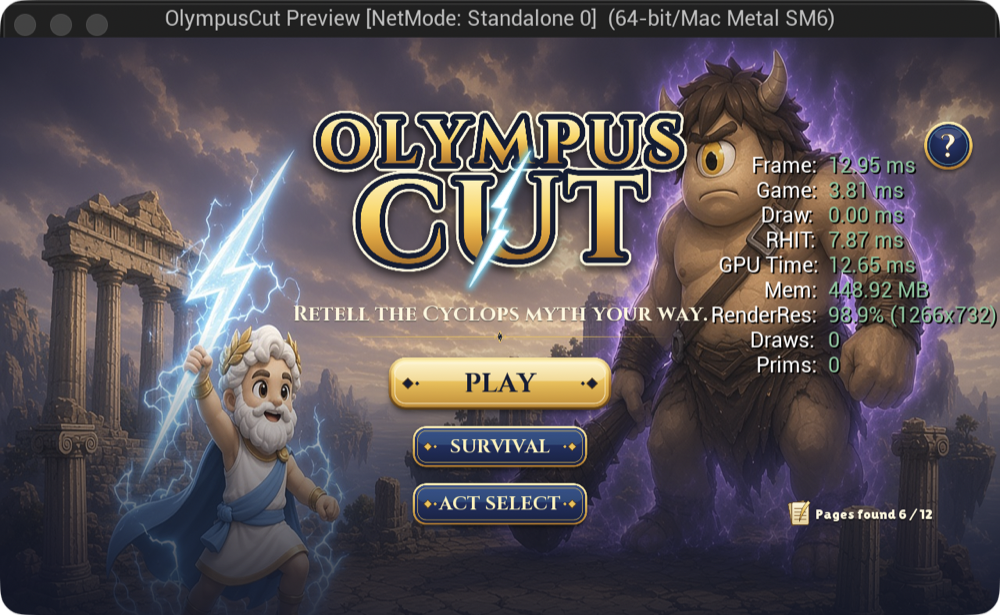 OlympusCut Preview [NetMode: Standalone 0] (64-bit/Mac Metal SM6)
OLYMPUS
CUT
?
Frame: 12.95 ms
Game: 3.81 ms
Draw: 0.00 ms
RHIT: 7.87 ms
GPU Time: 12.65 ms
Mem: 448.92 MB
RETELL THE CYCLOPS MYTH YOUR WAY.
RenderRes: 98.9% (1266x732)
Draws: 0
Prims: 0
PLAY
SURVIVAL
ACT SELECT
Pages found 6 / 12